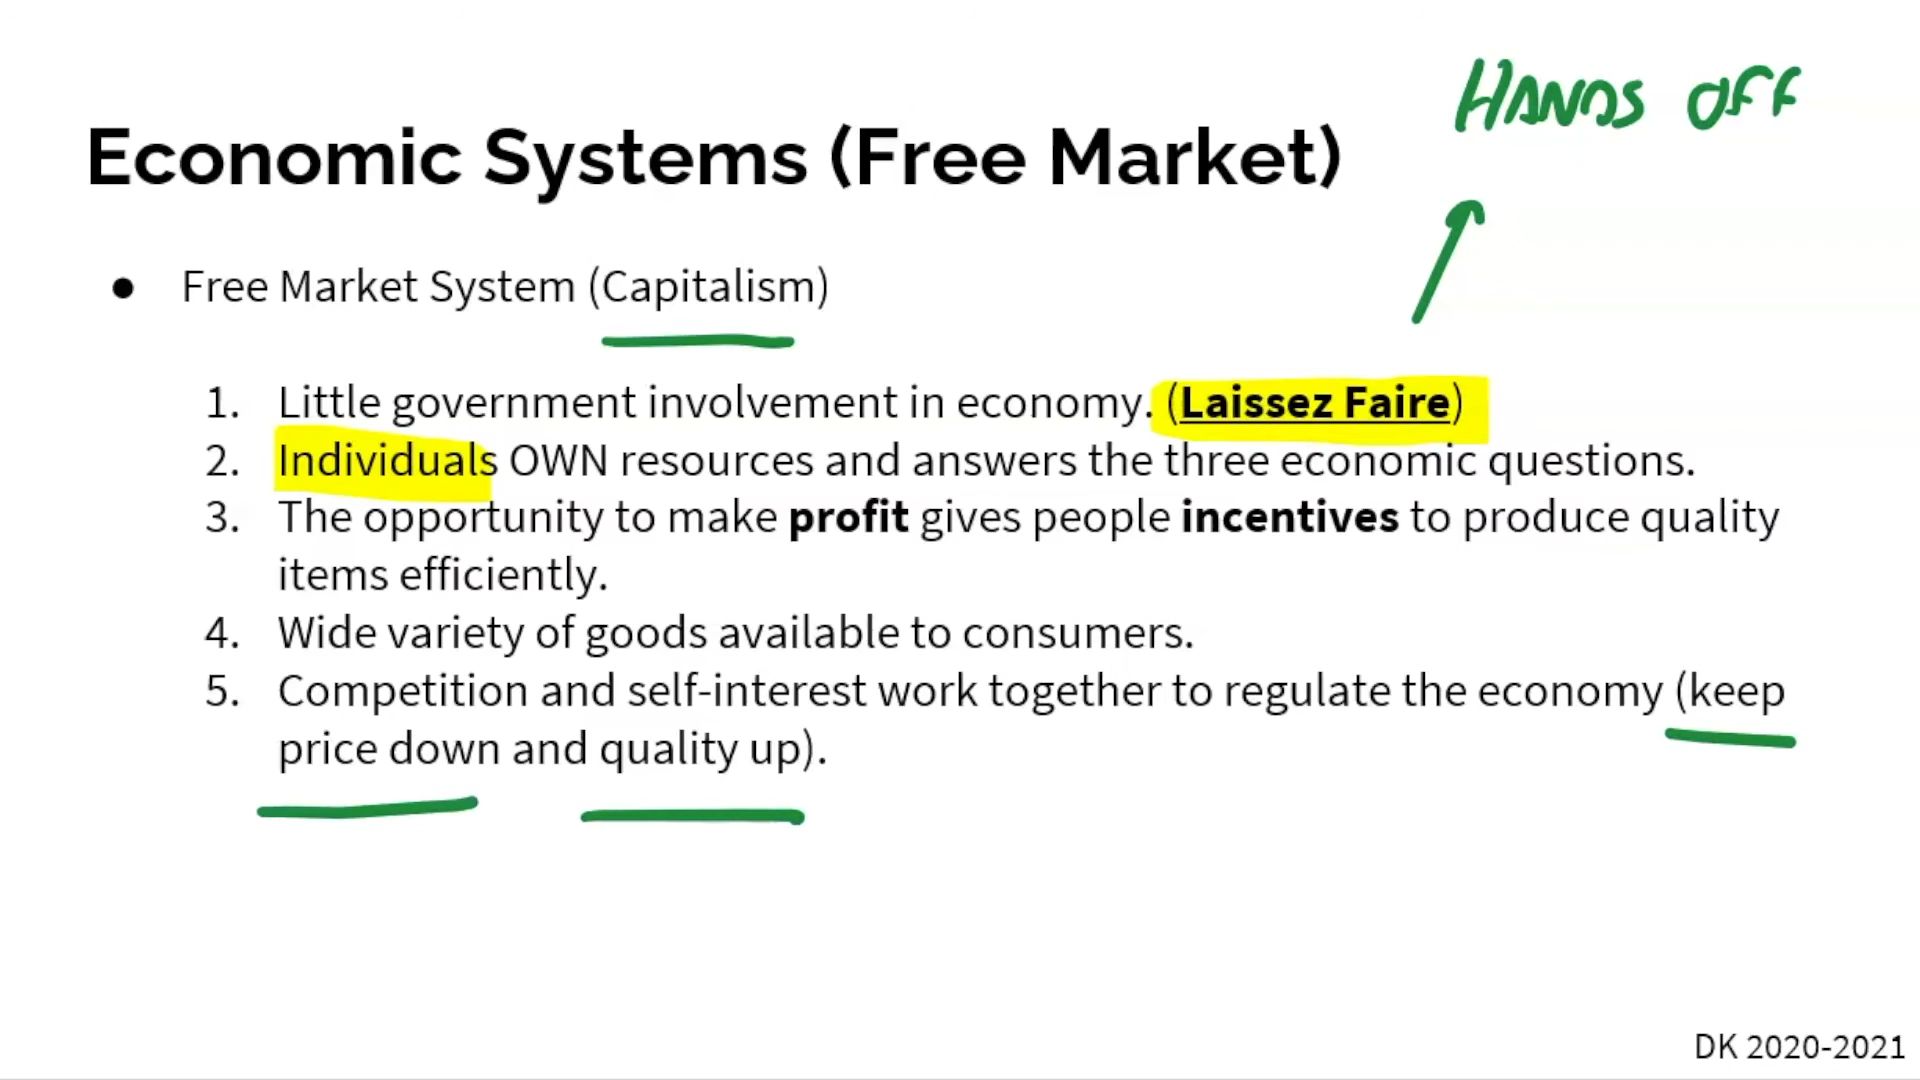 HANDS OFF
Economic Systems (Free Market)
● Free Market System (Capitalism)
1. Little government involvement in economy. (Laissez Faire)
2. Individuals OWN resources and answers the three economic questions.
3. The opportunity to make profit gives people incentives to produce quality
items efficiently.
4. Wide variety of goods available to consumers.
5. Competition and self-interest work together to regulate the economy (keep
price down and quality up).
DK 2020-2021